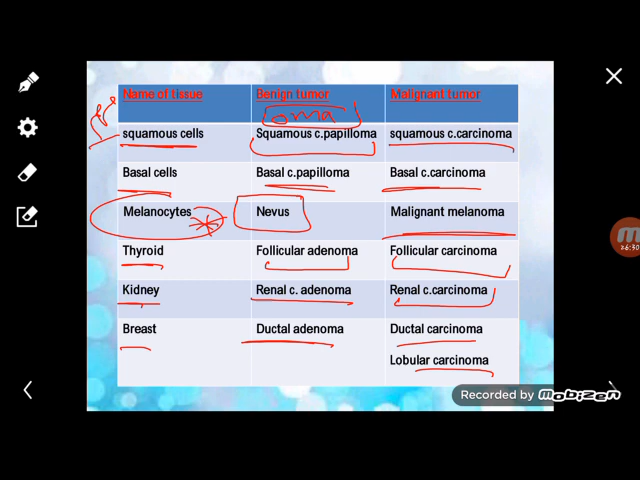 Name of tissue Benign tumor Malignant tumor
oma
squamous cells Squamous c.papilloma squamous c.carcinoma
Basal cells Basal c.papilloma Basal c.carcinoma
Melanocytes Nevus Malignant melanoma
Thyroid Follicular adenoma Follicular carcinoma
26:30
Kidney Renal c. adenoma Renal c.carcinoma
Breast Ductal adenoma Ductal carcinoma
Lobular carcinoma
Recorded by mobizen